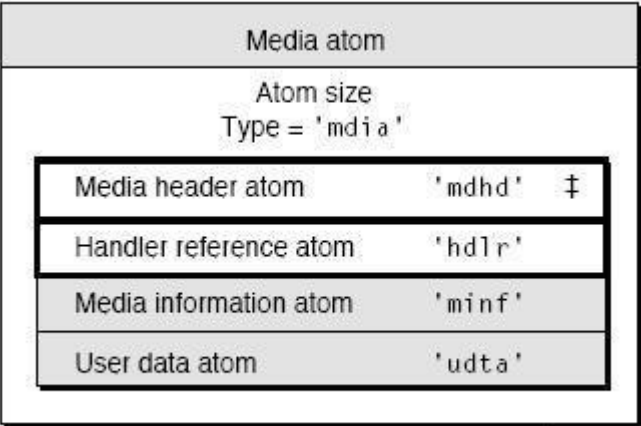 Media atom
Atom size
Type = 'mdia'
Media header atom 'mdhd' ‡
Handler reference atom 'hdlr'
Media information atom 'minf'
User data atom 'udta'